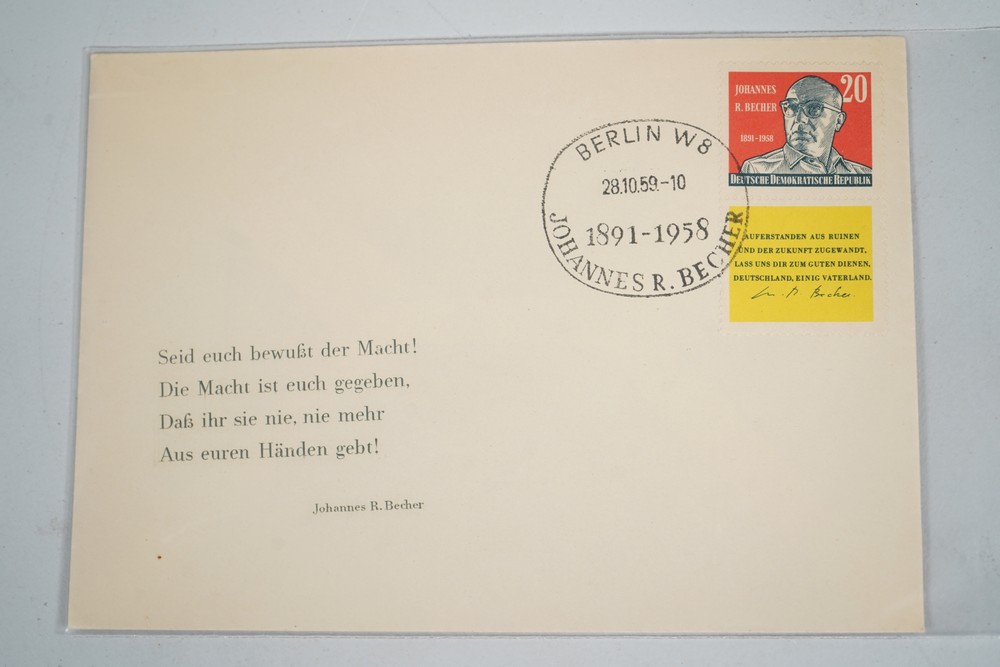 JOHANNES
R. BECHER
20
1891-1958
DEUTSCHE DEMOKRATISCHE REPUBLIK
BERLIN W8
28.10.59.-10
1891-1958
JOHANNES R. BECHER
AUFERSTANDEN AUS RUINEN
UND DER ZUKUNFT ZUGEWANDT,
LASS UNS DIR ZUM GUTEN DIENEN,
DEUTSCHLAND, EINIG VATERLAND.
Becher.
Seid euch bewußt der Macht!
Die Macht ist euch gegeben,
Daß ihr sie nie, nie mehr
Aus euren Händen gebt!
Johannes R. Becher